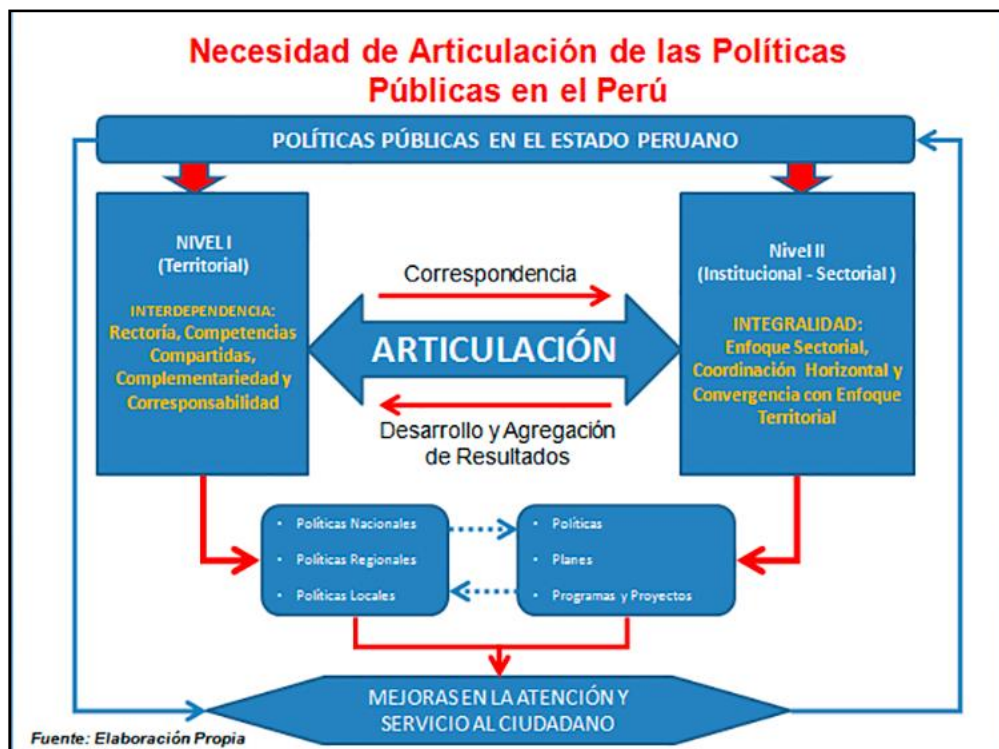 Necesidad de Articulación de las Políticas
Públicas en el Perú
POLÍTICAS PÚBLICAS EN EL ESTADO PERUANO
NIVEL I
(Territorial)
INTERDEPENDENCIA:
Rectoría, Competencias
Compartidas,
Complementariedad y
Corresponsabilidad
Correspondencia
ARTICULACIÓN
Desarrollo y Agregación
de Resultados
Nivel II
(Institucional - Sectorial )
INTEGRALIDAD:
Enfoque Sectorial,
Coordinación Horizontal y
Convergencia con Enfoque
Territorial
• Políticas Nacionales
• Políticas Regionales
• Políticas Locales
• Políticas
• Planes
• Programas y Proyectos
MEJORAS EN LA ATENCIÓN Y
SERVICIO AL CIUDADANO
Fuente: Elaboración Propia